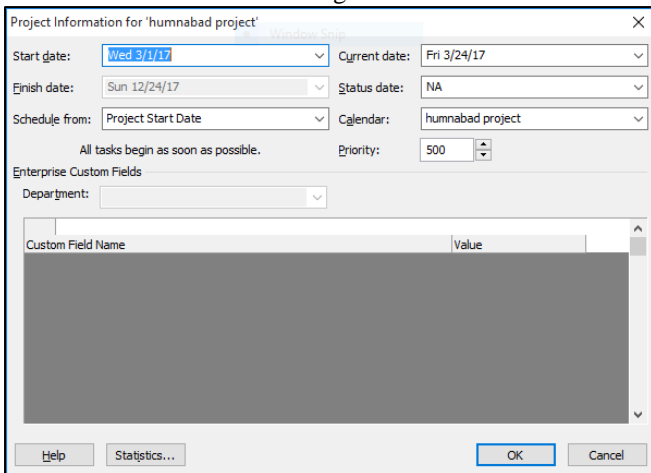 Project Information for 'humnabad project'
Window Snip
Start date: Wed 3/1/17 Current date: Fri 3/24/17
Finish date: Sun 12/24/17 Status date: NA
Schedule from: Project Start Date Calendar: humnabad project
All tasks begin as soon as possible. Priority: 500
Enterprise Custom Fields
Department:
Custom Field Name Value
Help Statistics... OK Cancel